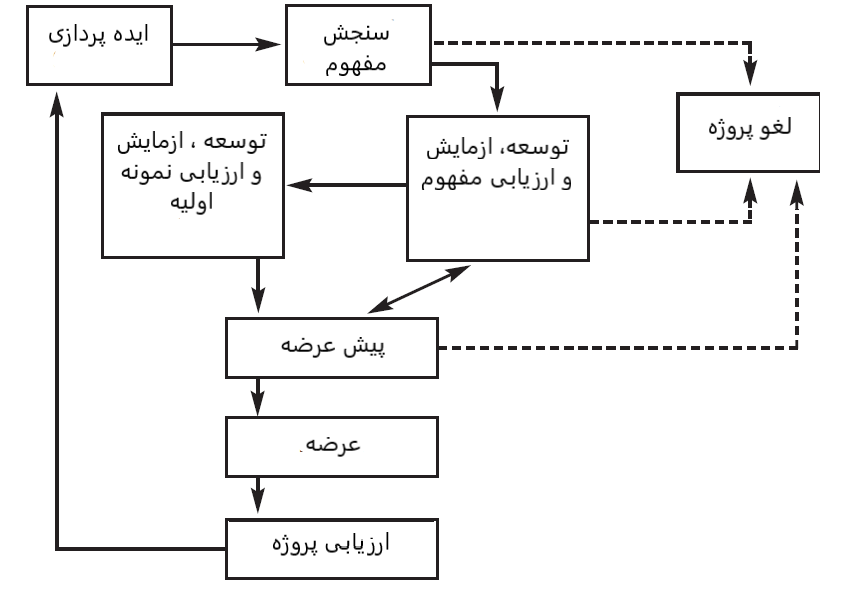 ایده پردازی
سنجش
مفهوم
لغو پروژه
توسعه، ازمایش
و ارزیابی مفهوم
توسعه ، ازمایش
و ارزیابی نمونه
اولیه
پیش عرضه
عرضه
ارزیابی پروژه